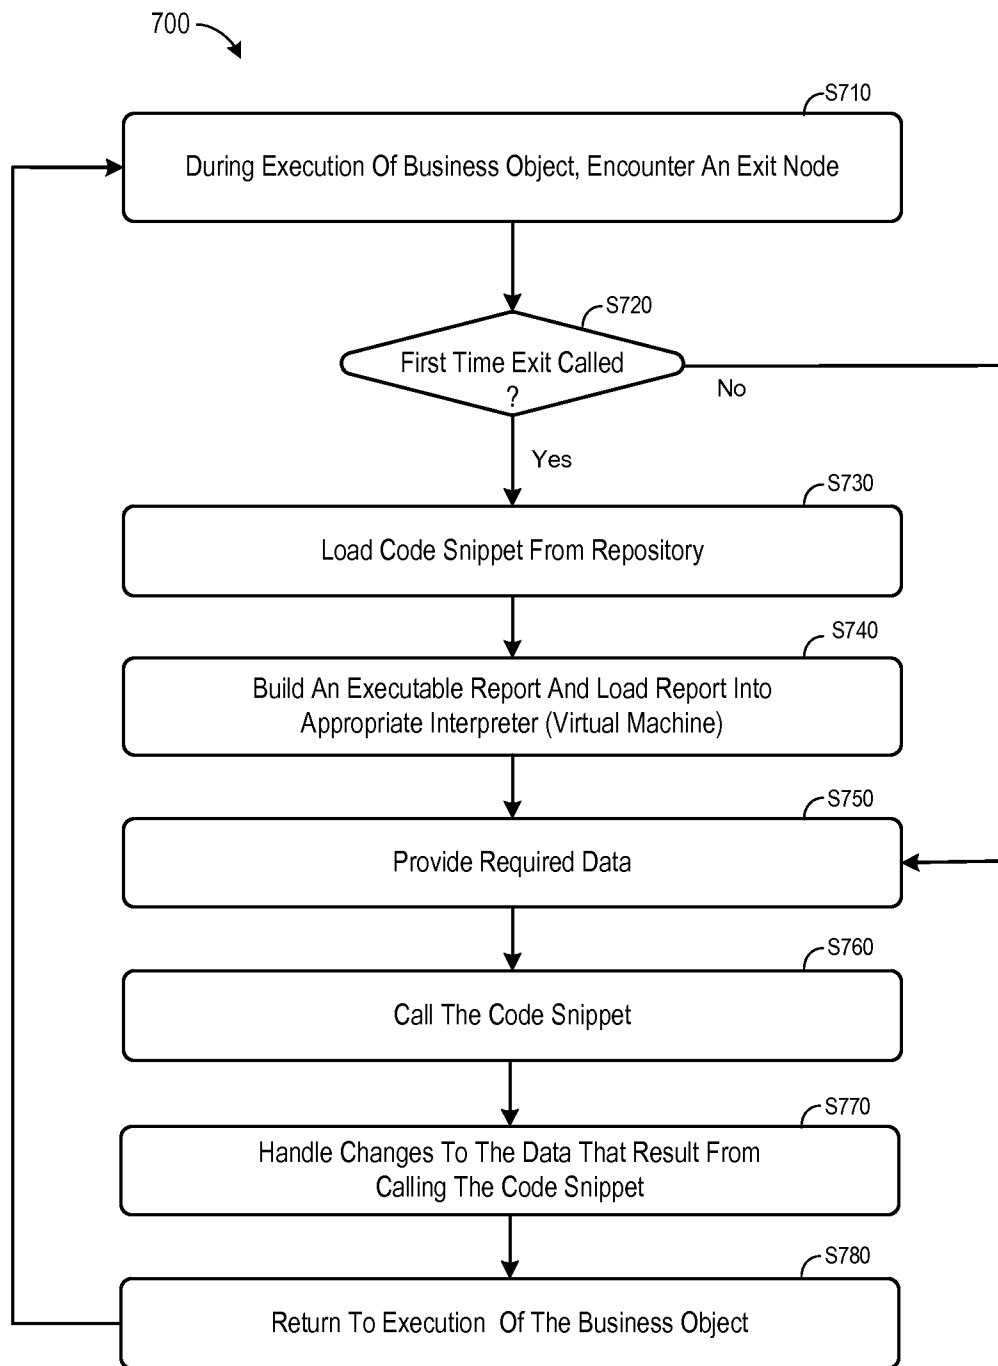 700
S710
During Execution Of Business Object, Encounter An Exit Node
S720
First Time Exit Called
?
No
Yes
S730
Load Code Snippet From Repository
S740
Build An Executable Report And Load Report Into
Appropriate Interpreter (Virtual Machine)
S750
Provide Required Data
S760
Call The Code Snippet
S770
Handle Changes To The Data That Result From
Calling The Code Snippet
S780
Return To Execution Of The Business Object